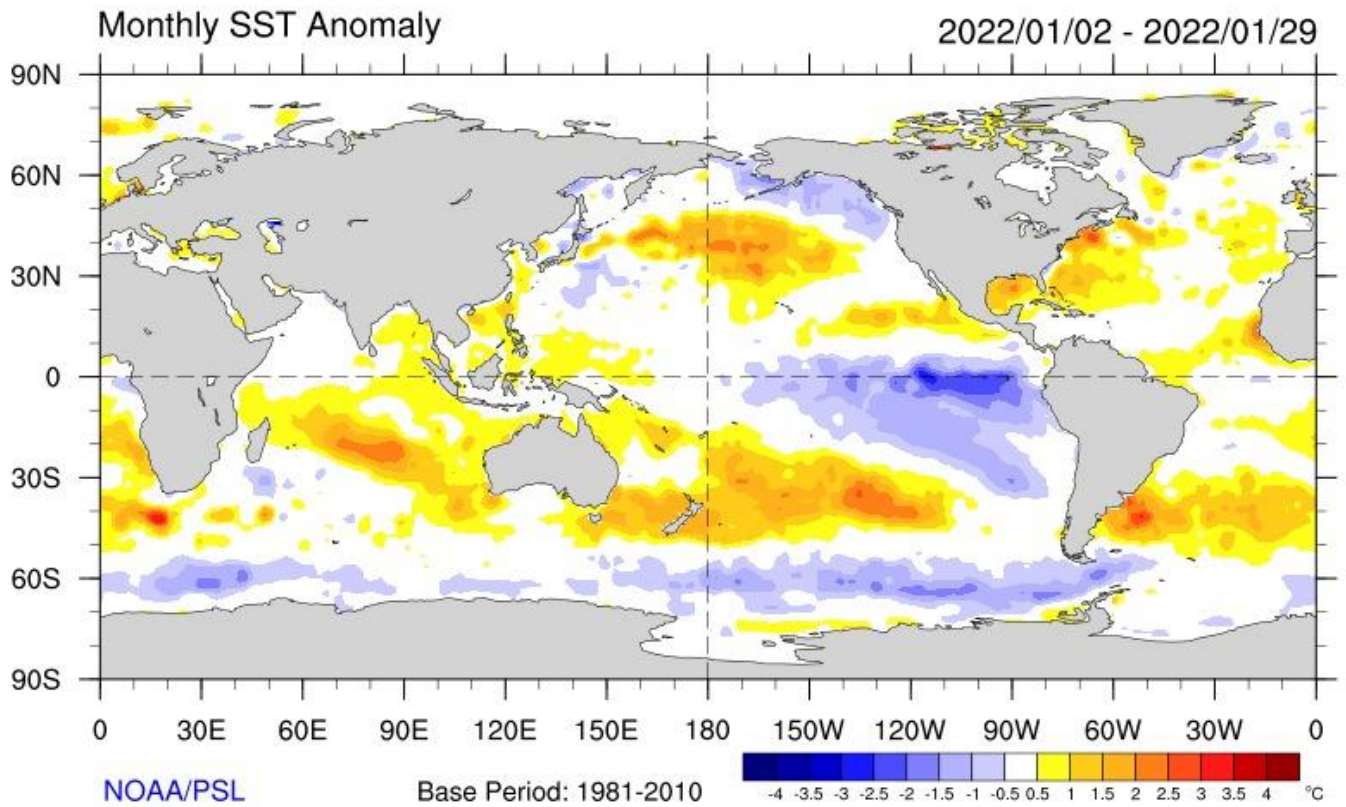 Monthly SST Anomaly 2022/01/02 - 2022/01/29
90N
60N
30N
0
30S
60S
90S
0 30E 60E 90E 120E 150E 180 150W 120W 90W 60W 30W 0
NOAA/PSL Base Period: 1981-2010
-4 -3.5 -3 -2.5 -2 -1.5 -1 -0.5 0.5 1 1.5 2 2.5 3 3.5 4 °C